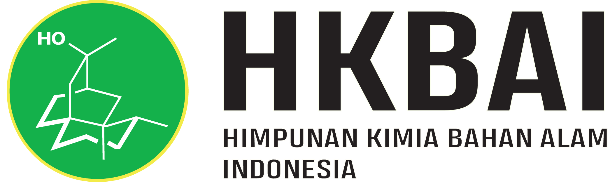 HO
HKBAI
HIMPUNAN KIMIA BAHAN ALAM
INDONESIA